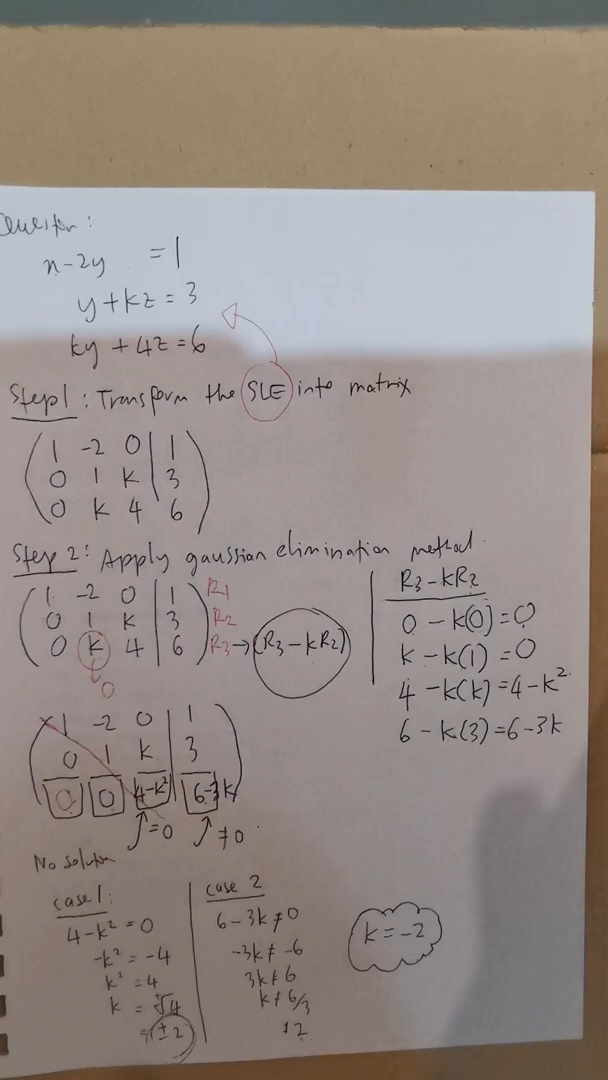 Question:
x-2y = 1
y+kz = 3
ky + 4z = 6
Step 1: Transform the SLE into matrix
1 -2 0 | 1
0 1 k | 3
0 k 4 | 6
Step 2: Apply gaussian elimination method.
1 -2 0 | 1 R1
0 1 k | 3 R2
0 k 4 | 6 R3 → (R3 - kR2)
0
R3 - kR2
0 - k(0) = 0
k - k(1) = 0
4 - k(k) = 4 - k²
6 - k(3) = 6 - 3k
1 -2 0 | 1
0 1 k | 3
0 0 4-k² | 6-3k
=0 ≠0
No solution
case 1:
4 - k² = 0
-k² = -4
k² = 4
k = ±√4
= ±2
case 2
6 - 3k ≠ 0
-3k ≠ -6
3k ≠ 6
k ≠ 6/3
≠ 2
k = -2